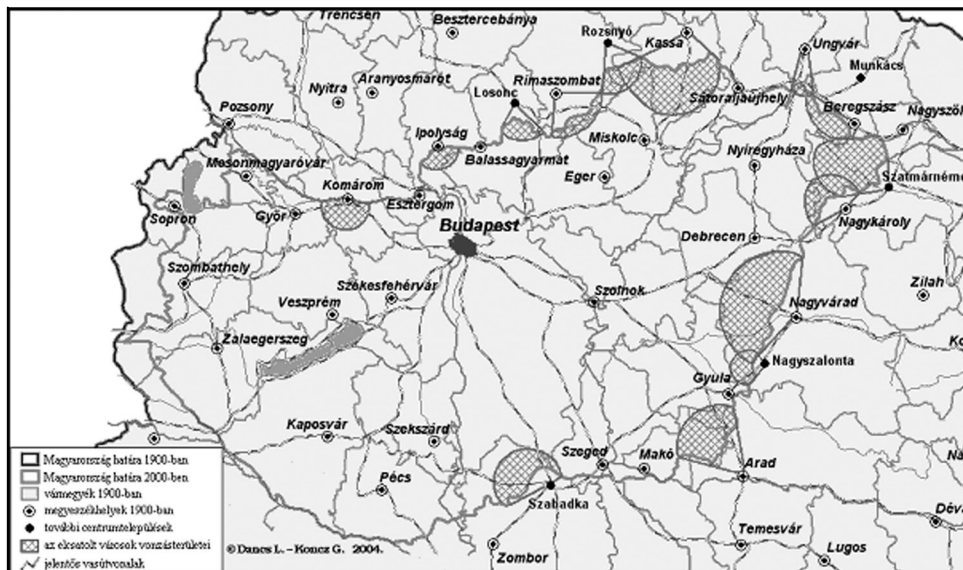 Trencsén
Besztercebánya
Rozsnyó
Kassa
Ungvár
Munkács
Nyitra
Aranyosmarót
Losonc
Rimaszombat
Sátoraljaújhely
Beregszász
Pozsony
Ipolyság
Balassagyarmat
Miskolc
Nyíregyháza
Mosonmagyaróvár
Komárom
Esztergom
Eger
Szatmárnéme
Sopron
Győr
Budapest
Debrecen
Nagykároly
Szombathely
Székesfehérvár
Veszprém
Szolnok
Zilah
Nagyvárad
Zalaegerszeg
Nagyszalonta
Gyula
Kaposvár
Szekszárd
Szeged
Makó
Arad
Pécs
Szabadka
Zombor
Temesvár
Lugos
Déva
Magyarország határa 1900-ban
Magyarország határa 2000-ben
vármegyék 1900-ban
megyeszékhelyek 1900-ban
további centrumtelepülések
az elcsatolt városok vonzásterületei
jelentős vasútvonalak
© Dancs L. – Koncz G. 2004.